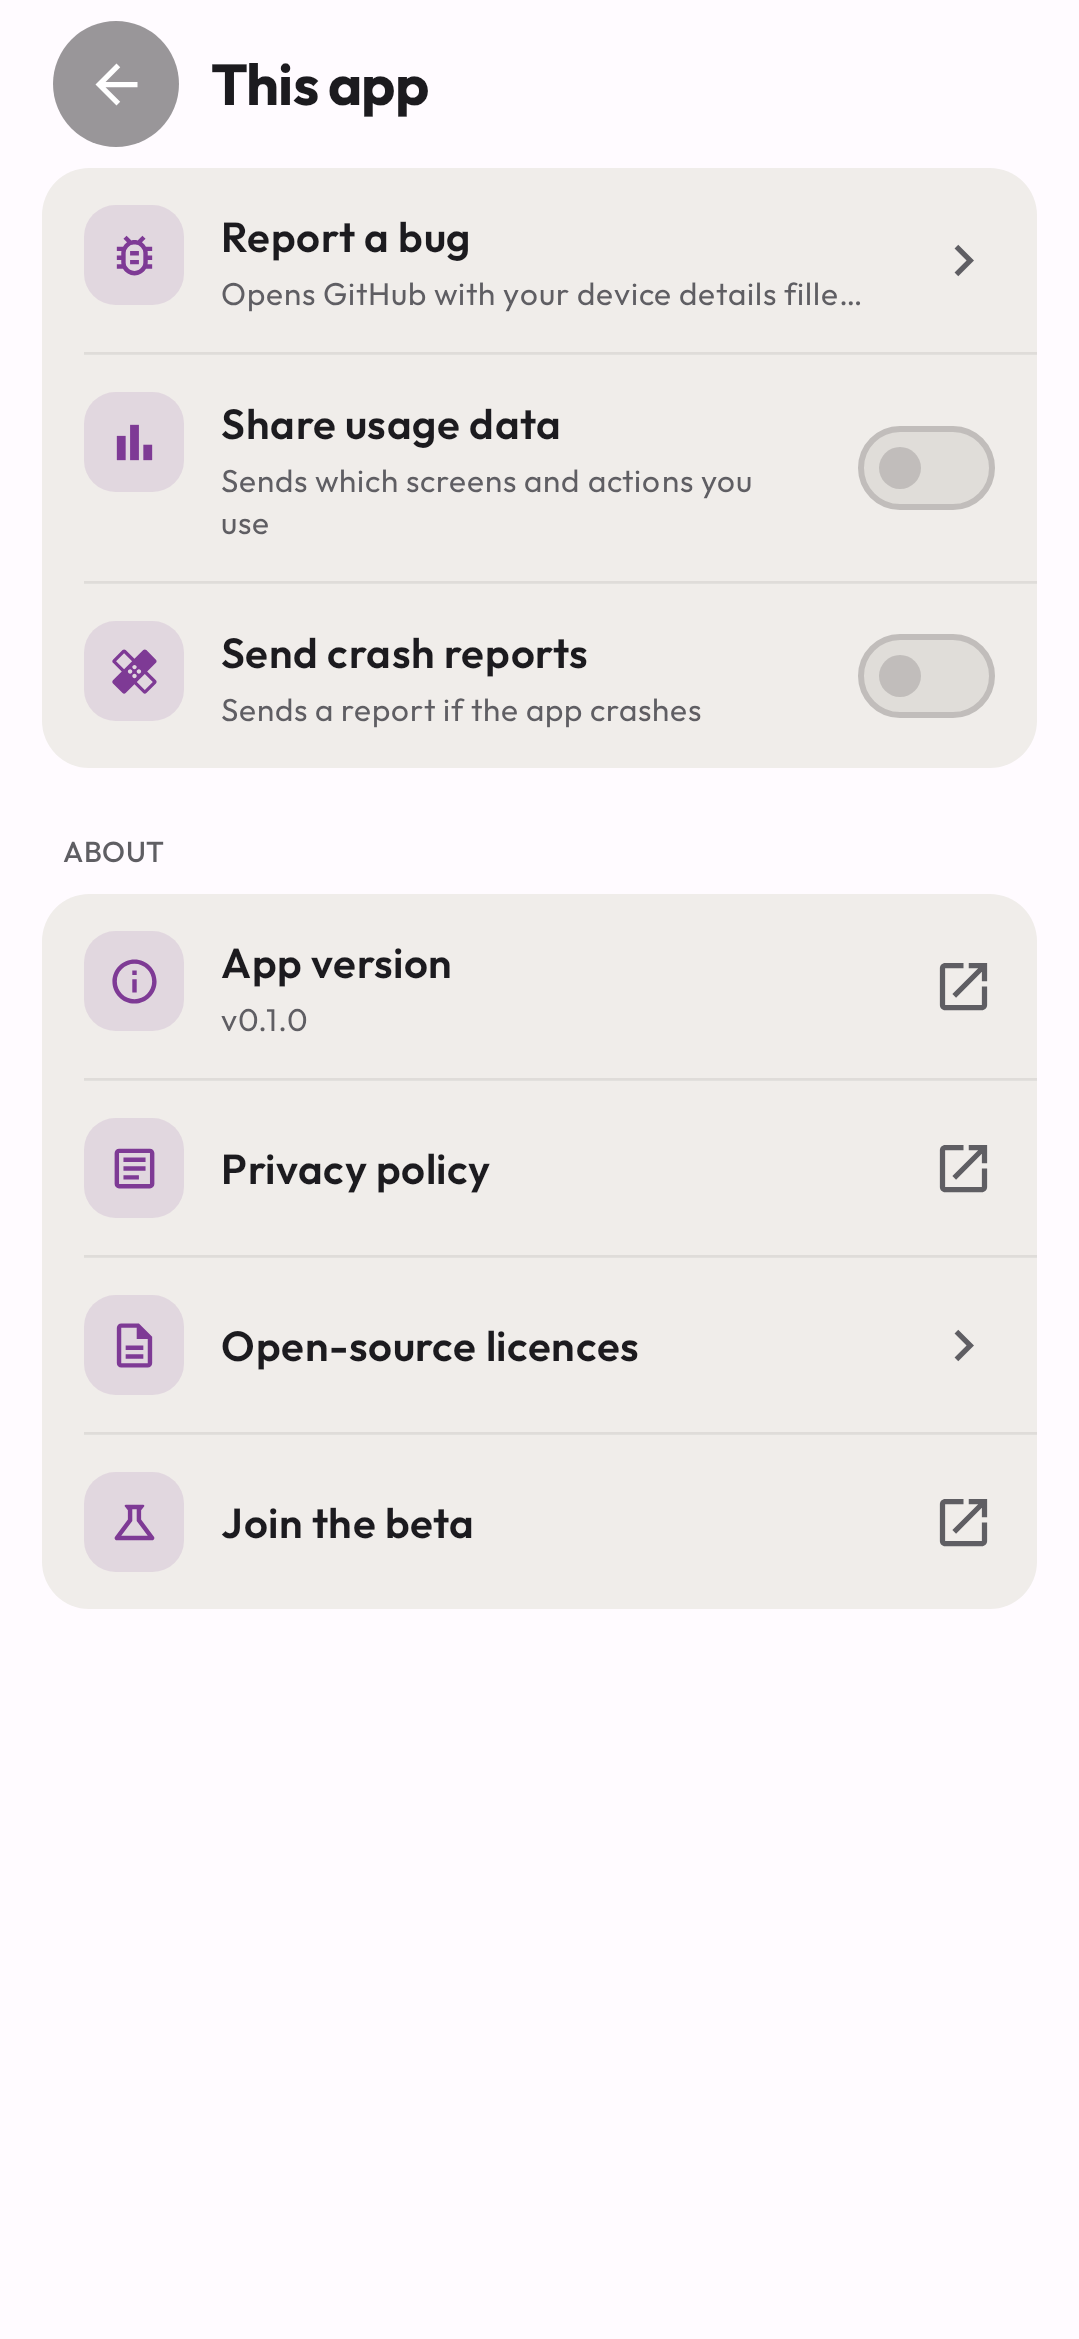 This app
Report a bug
Opens GitHub with your device details fille...
Share usage data
Sends which screens and actions you
use
Send crash reports
Sends a report if the app crashes
ABOUT
App version
v0.1.0
Privacy policy
Open-source licences
Join the beta